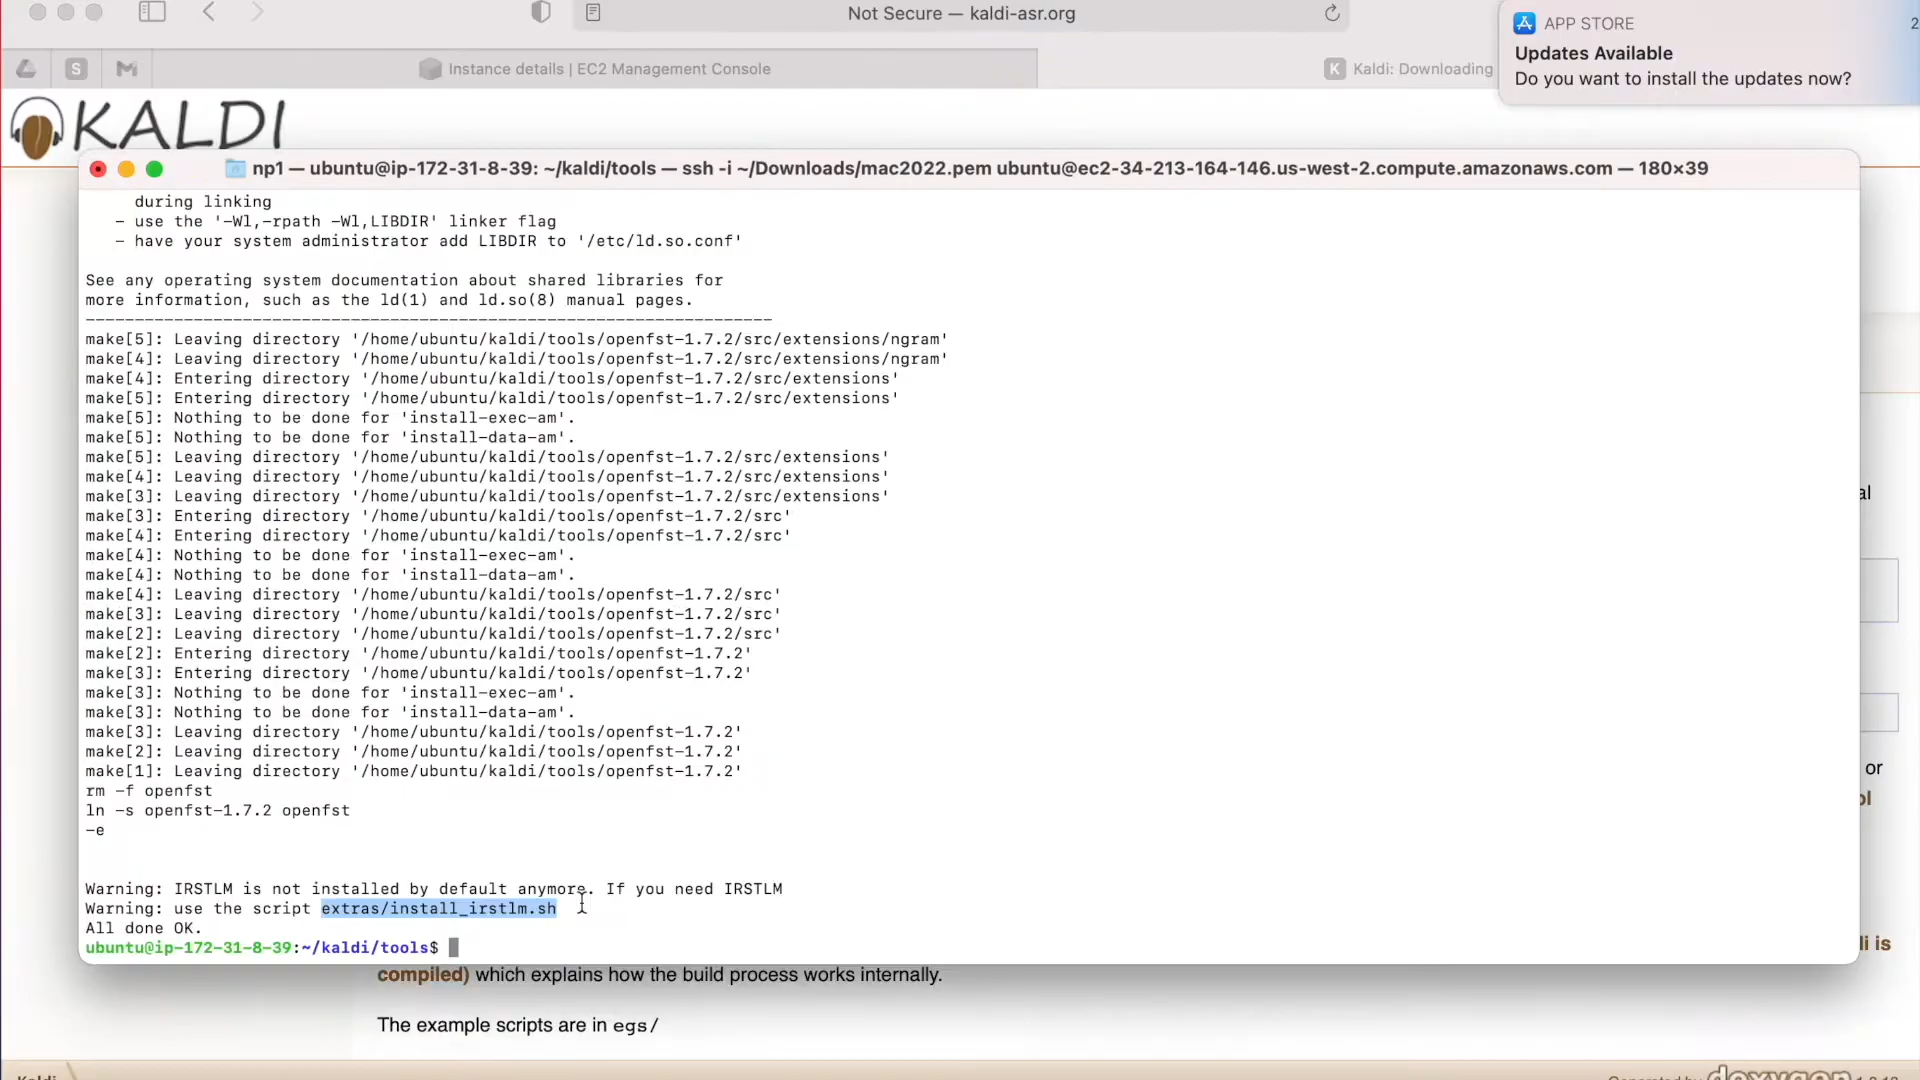 Not Secure — kaldi-asr.org
APP STORE
2
Updates Available
Do you want to install the updates now?
S
Instance details | EC2 Management Console
K Kaldi: Downloading
KALDI
np1 — ubuntu@ip-172-31-8-39: ~/kaldi/tools — ssh -i ~/Downloads/mac2022.pem ubuntu@ec2-34-213-164-146.us-west-2.compute.amazonaws.com — 180×39
during linking
- use the '-Wl,-rpath -Wl,LIBDIR' linker flag
- have your system administrator add LIBDIR to '/etc/ld.so.conf'
See any operating system documentation about shared libraries for
more information, such as the ld(1) and ld.so(8) manual pages.
----------------------------------------------------------------------
make[5]: Leaving directory '/home/ubuntu/kaldi/tools/openfst-1.7.2/src/extensions/ngram'
make[4]: Leaving directory '/home/ubuntu/kaldi/tools/openfst-1.7.2/src/extensions/ngram'
make[4]: Entering directory '/home/ubuntu/kaldi/tools/openfst-1.7.2/src/extensions'
make[5]: Entering directory '/home/ubuntu/kaldi/tools/openfst-1.7.2/src/extensions'
make[5]: Nothing to be done for 'install-exec-am'.
make[5]: Nothing to be done for 'install-data-am'.
make[5]: Leaving directory '/home/ubuntu/kaldi/tools/openfst-1.7.2/src/extensions'
make[4]: Leaving directory '/home/ubuntu/kaldi/tools/openfst-1.7.2/src/extensions'
make[3]: Leaving directory '/home/ubuntu/kaldi/tools/openfst-1.7.2/src/extensions'
make[3]: Entering directory '/home/ubuntu/kaldi/tools/openfst-1.7.2/src'
make[4]: Entering directory '/home/ubuntu/kaldi/tools/openfst-1.7.2/src'
make[4]: Nothing to be done for 'install-exec-am'.
make[4]: Nothing to be done for 'install-data-am'.
make[4]: Leaving directory '/home/ubuntu/kaldi/tools/openfst-1.7.2/src'
make[3]: Leaving directory '/home/ubuntu/kaldi/tools/openfst-1.7.2/src'
make[2]: Leaving directory '/home/ubuntu/kaldi/tools/openfst-1.7.2/src'
make[2]: Entering directory '/home/ubuntu/kaldi/tools/openfst-1.7.2'
make[3]: Entering directory '/home/ubuntu/kaldi/tools/openfst-1.7.2'
make[3]: Nothing to be done for 'install-exec-am'.
make[3]: Nothing to be done for 'install-data-am'.
make[3]: Leaving directory '/home/ubuntu/kaldi/tools/openfst-1.7.2'
make[2]: Leaving directory '/home/ubuntu/kaldi/tools/openfst-1.7.2'
make[1]: Leaving directory '/home/ubuntu/kaldi/tools/openfst-1.7.2'
rm -f openfst
ln -s openfst-1.7.2 openfst
-e
Warning: IRSTLM is not installed by default anymore. If you need IRSTLM
Warning: use the script extras/install_irstlm.sh
All done OK.
ubuntu@ip-172-31-8-39:~/kaldi/tools$
al
or
ol
li is
compiled) which explains how the build process works internally.
The example scripts are in egs/